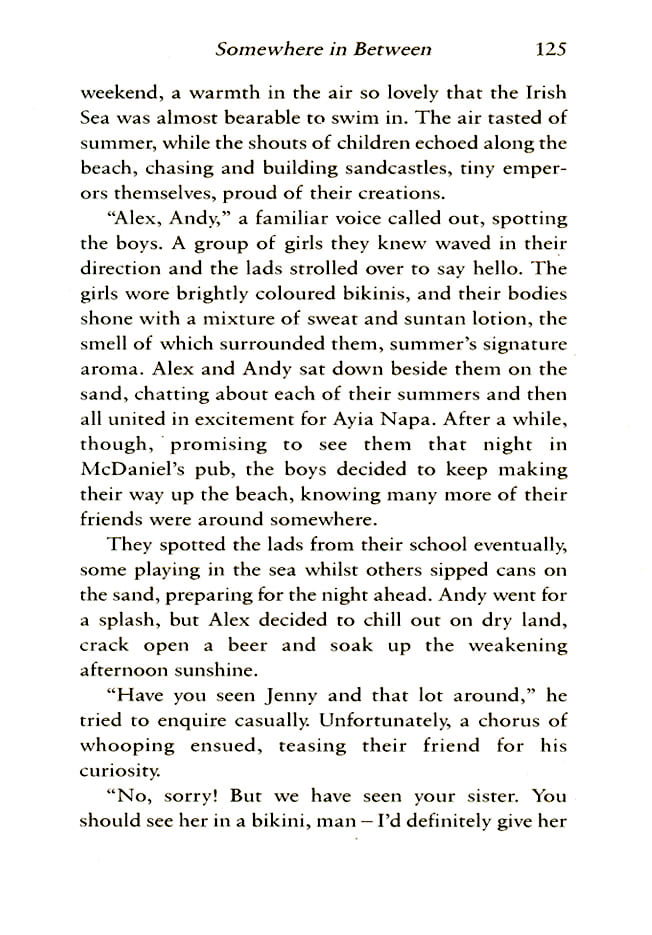 Somewhere in Between 125
weekend, a warmth in the air so lovely that the Irish
Sea was almost bearable to swim in. The air tasted of
summer, while the shouts of children echoed along the
beach, chasing and building sandcastles, tiny emper-
ors themselves, proud of their creations.
“Alex, Andy,” a familiar voice called out, spotting
the boys. A group of girls they knew waved in their
direction and the lads strolled over to say hello. The
girls wore brightly coloured bikinis, and their bodies
shone with a mixture of sweat and suntan lotion, the
smell of which surrounded them, summer’s signature
aroma. Alex and Andy sat down beside them on the
sand, chatting about each of their summers and then
all united in excitement for Ayia Napa. After a while,
though, promising to see them that night in
McDaniel’s pub, the boys decided to keep making
their way up the beach, knowing many more of their
friends were around somewhere.
They spotted the lads from their school eventually,
some playing in the sea whilst others sipped cans on
the sand, preparing for the night ahead. Andy went for
a splash, but Alex decided to chill out on dry land,
crack open a beer and soak up the weakening
afternoon sunshine.
“Have you seen Jenny and that lot around,” he
tried to enquire casually. Unfortunately, a chorus of
whooping ensued, teasing their friend for his
curiosity.
“No, sorry! But we have seen your sister. You
should see her in a bikini, man – I’d definitely give her